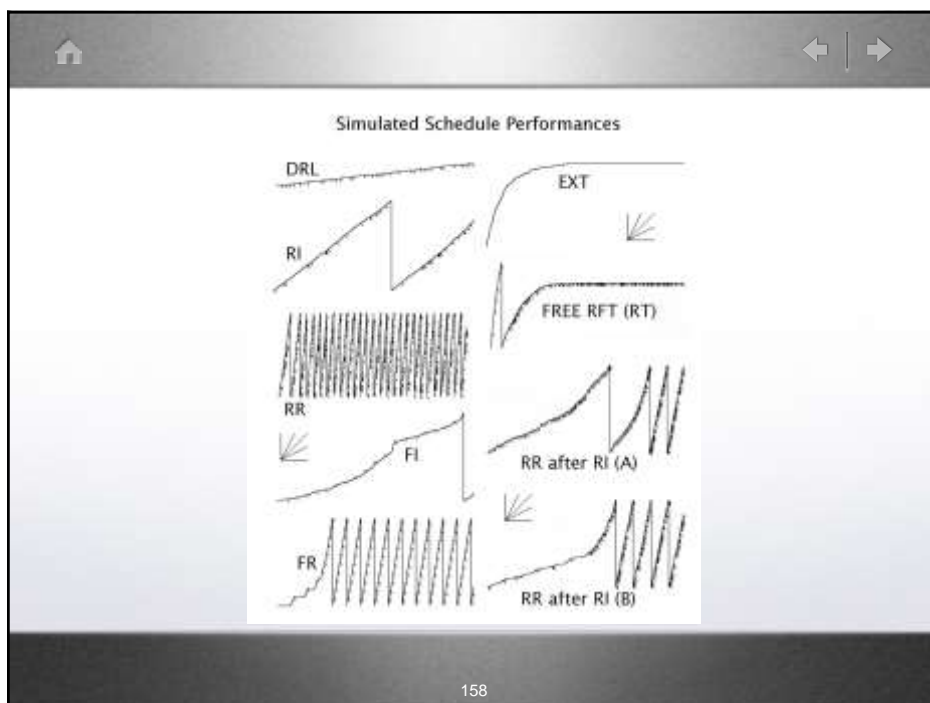 Simulated Schedule Performances
DRL
RI
RR
FI
FR
EXT
FREE RFT (RT)
RR after RI (A)
RR after RI (B)
158